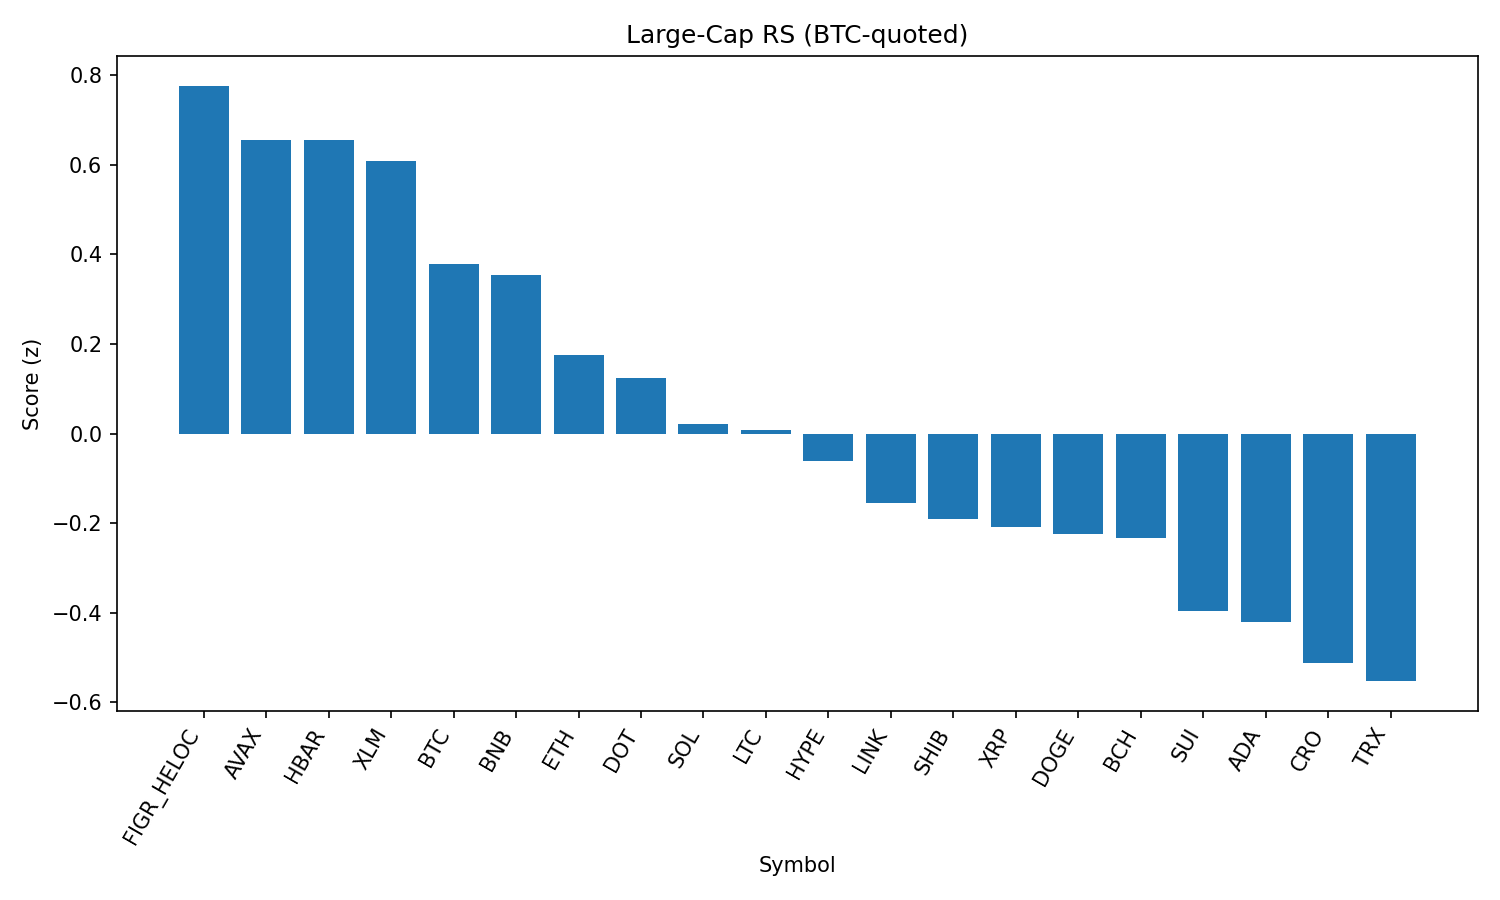 Large-Cap RS (BTC-quoted)
Score (z)
0.8
0.6
0.4
0.2
0.0
−0.2
−0.4
−0.6
FIGR_HELOC
AVAX
HBAR
XLM
BTC
BNB
ETH
DOT
SOL
LTC
HYPE
LINK
SHIB
XRP
DOGE
BCH
SUI
ADA
CRO
TRX
Symbol